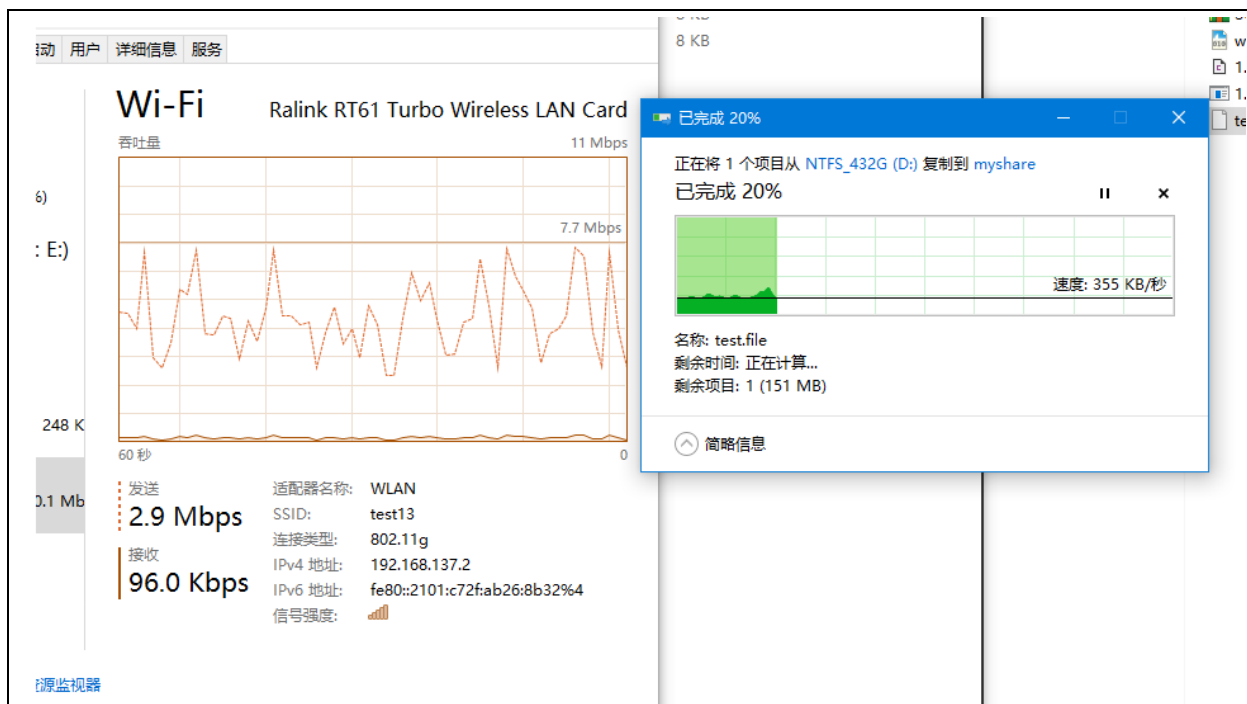 用户 详细信息 服务
Wi-Fi
Ralink RT61 Turbo Wireless LAN Card
吞吐量
11 Mbps
7.7 Mbps
60 秒
0
发送
2.9 Mbps
接收
96.0 Kbps
适配器名称: WLAN
SSID: test13
连接类型: 802.11g
IPv4 地址: 192.168.137.2
IPv6 地址: fe80::2101:c72f:ab26:8b32%4
信号强度:
: E:)
248 K
0.1 Mb
源监视器
8 KB
已完成 20%
正在将 1 个项目从 NTFS_432G (D:) 复制到 myshare
已完成 20%
速度: 355 KB/秒
名称: test.file
剩余时间: 正在计算...
剩余项目: 1 (151 MB)
简略信息
w
1.
1.
te